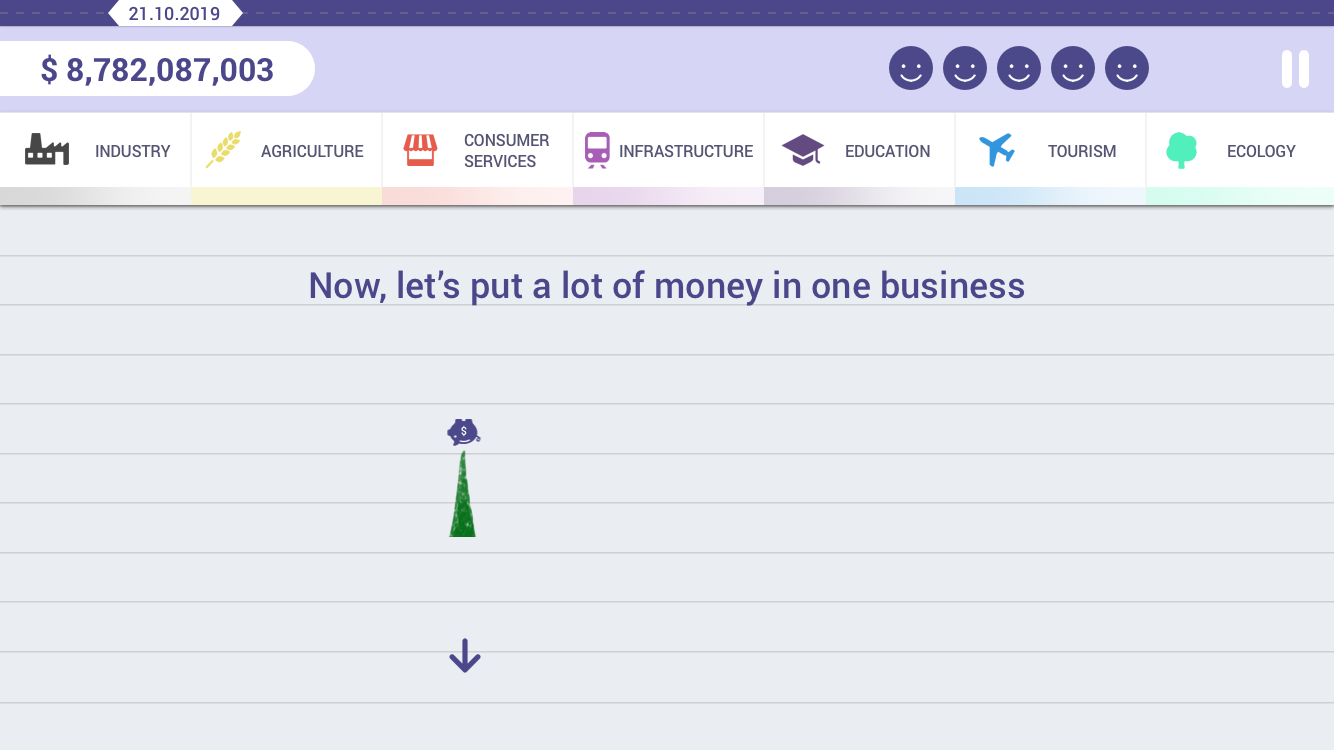 21.10.2019
$ 8,782,087,003
INDUSTRY
AGRICULTURE
CONSUMER
SERVICES
INFRASTRUCTURE
EDUCATION
TOURISM
ECOLOGY
Now, let’s put a lot of money in one business
$